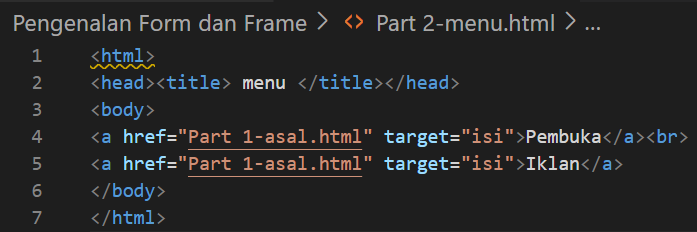 Pengenalan Form dan Frame > <> Part 2-menu.html > ...
1 <html>
2 <head><title> menu </title></head>
3 <body>
4 <a href="Part 1-asal.html" target="isi">Pembuka</a><br>
5 <a href="Part 1-asal.html" target="isi">Iklan</a>
6 </body>
7 </html>